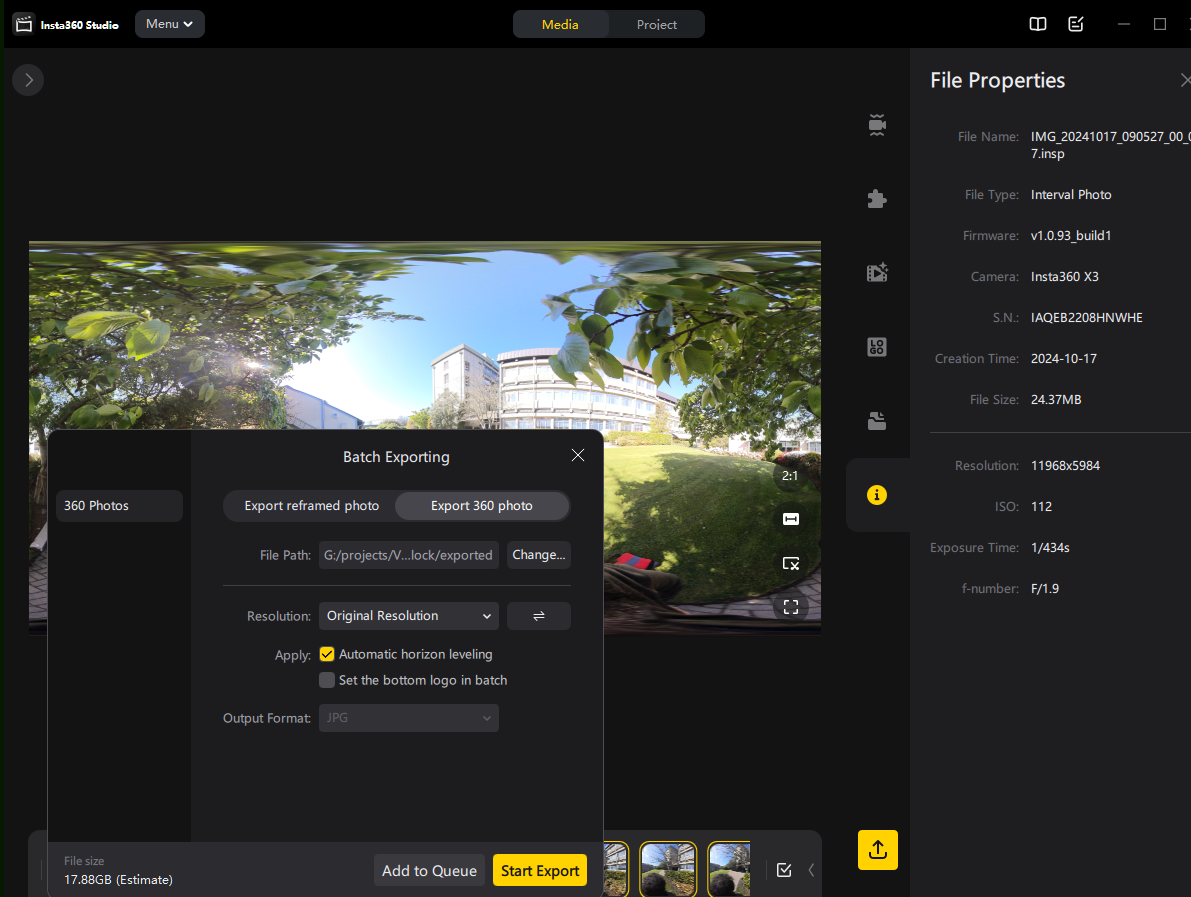 Insta360 Studio
Menu
Media
Project
File Properties
File Name: IMG_20241017_090527_00_
7.insp
File Type: Interval Photo
Firmware: v1.0.93_build1
Camera: Insta360 X3
S.N.: IAQEB2208HNWHE
Creation Time: 2024-10-17
File Size: 24.37MB
Resolution: 11968x5984
ISO: 112
Exposure Time: 1/434s
f-number: F/1.9
LOGO
2:1
Batch Exporting
360 Photos
Export reframed photo
Export 360 photo
File Path: G:/projects/V...lock/exported
Change...
Resolution: Original Resolution
Apply: Automatic horizon leveling
Set the bottom logo in batch
Output Format: JPG
File size
17.88GB (Estimate)
Add to Queue
Start Export